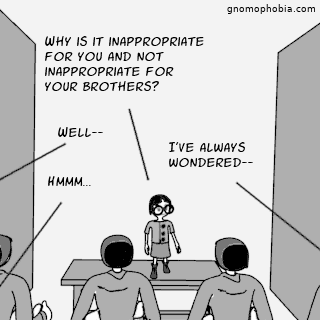 gnomophobia.com
WHY IS IT INAPPROPRIATE
FOR YOU AND NOT
INAPPROPRIATE FOR
YOUR BROTHERS?
WELL--
I'VE ALWAYS
WONDERED--
HMMM...